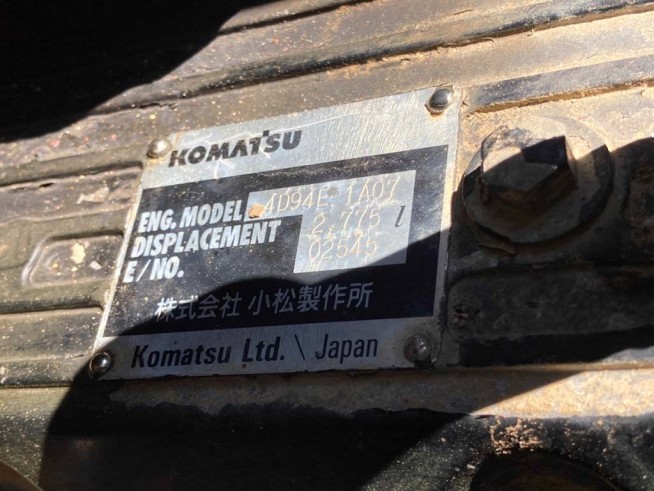 KOMATSU
ENG. MODEL 4D94E-1A07
DISPLACEMENT 2,775 l
E/NO. 02545
株式会社 小松製作所
Komatsu Ltd. \ Japan